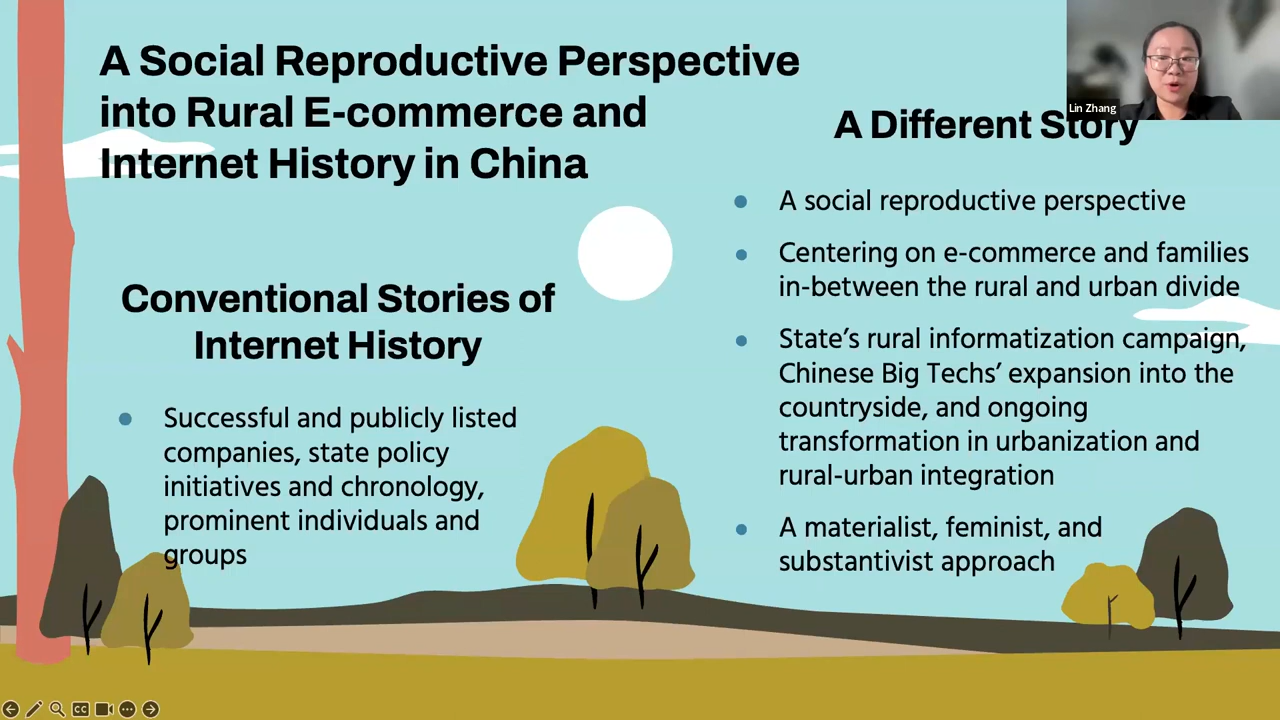 A Social Reproductive Perspective
into Rural E-commerce and
Internet History in China
Conventional Stories of
Internet History
Successful and publicly listed
companies, state policy
initiatives and chronology,
prominent individuals and
groups
Lin Zhang
A Different Story
A social reproductive perspective
Centering on e-commerce and families
in-between the rural and urban divide
State’s rural informatization campaign,
Chinese Big Techs’ expansion into the
countryside, and ongoing
transformation in urbanization and
rural-urban integration
A materialist, feminist, and
substantivist approach
CC